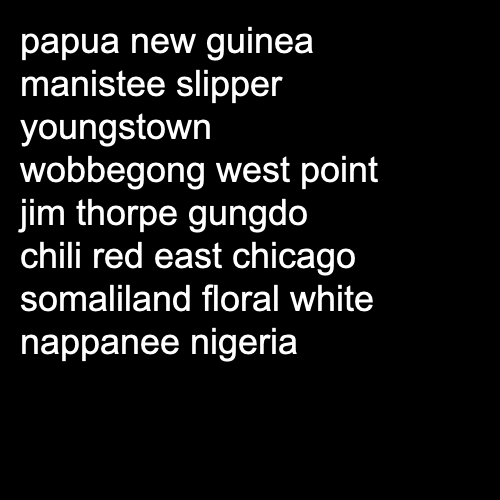 papua new guinea
manistee slipper
youngstown
wobbegong west point
jim thorpe gungdo
chili red east chicago
somaliland floral white
nappanee nigeria